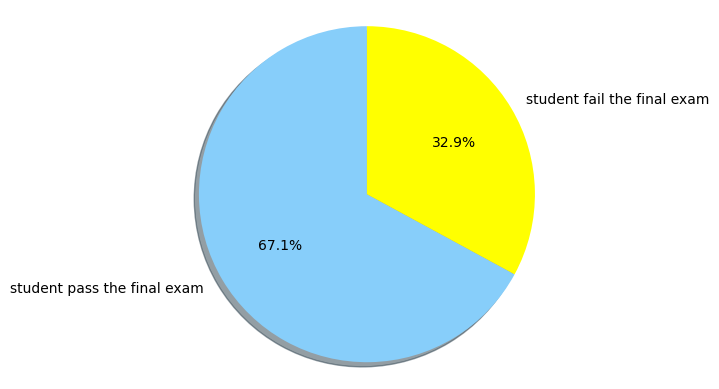 student fail the final exam
32.9%
67.1%
student pass the final exam